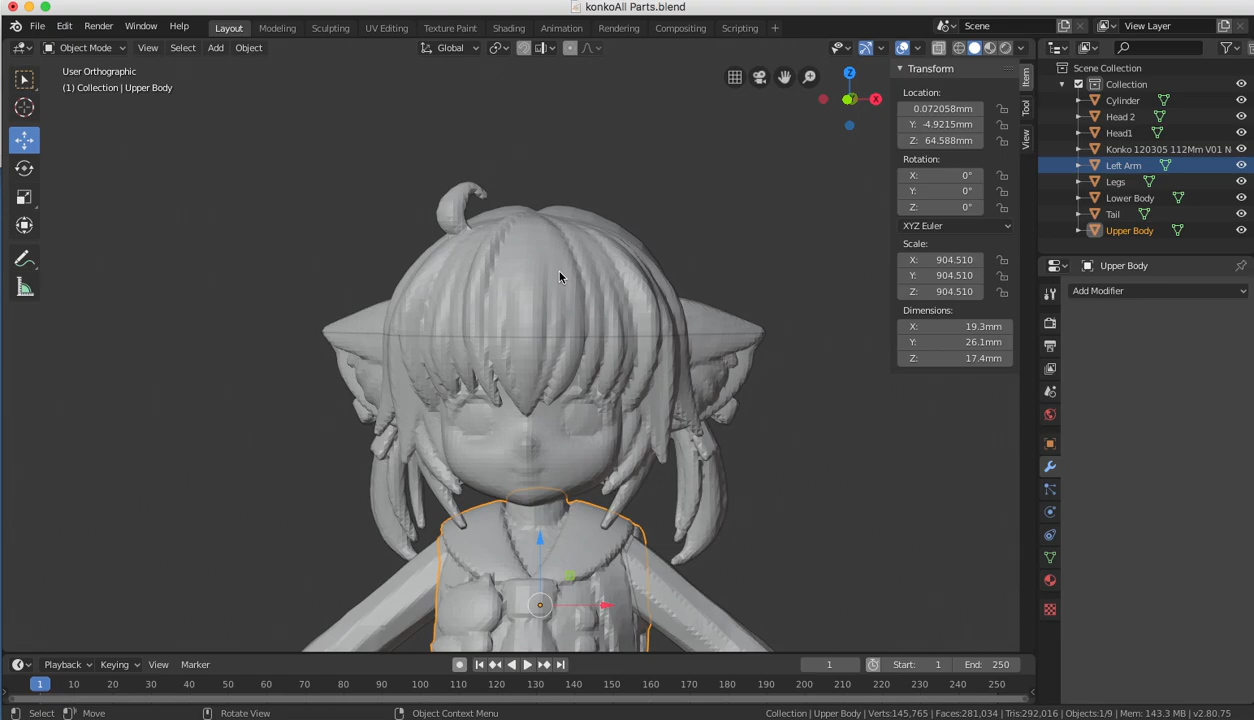 konkoAll Parts.blend
File Edit Render Window Help Layout Modeling Sculpting UV Editing Texture Paint Shading Animation Rendering Compositing Scripting + Scene View Layer
Object Mode View Select Add Object Global
User Orthographic
(1) Collection | Upper Body
Z
X
Transform
Location:
0.072058mm
Y: -4.9215mm
Z: 64.588mm
Rotation:
X: 0°
Y: 0°
Z: 0°
XYZ Euler
Scale:
X: 904.510
Y: 904.510
Z: 904.510
Dimensions:
X: 19.3mm
Y: 26.1mm
Z: 17.4mm
Item
Tool
View
Scene Collection
Collection
Cylinder
Head 2
Head1
Konko 120305 112Mm V01 N
Left Arm
Legs
Lower Body
Tail
Upper Body
Upper Body
Add Modifier
Playback Keying View Marker 1 Start: 1 End: 250
1 10 20 30 40 50 60 70 80 90 100 110 120 130 140 150 160 170 180 190 200 210 220 230 240 250
Select Move Rotate View Object Context Menu Collection | Upper Body | Verts:145,765 | Faces:281,034 | Tris:292,016 | Objects:1/9 | Mem: 143.3 MB | v2.80.75